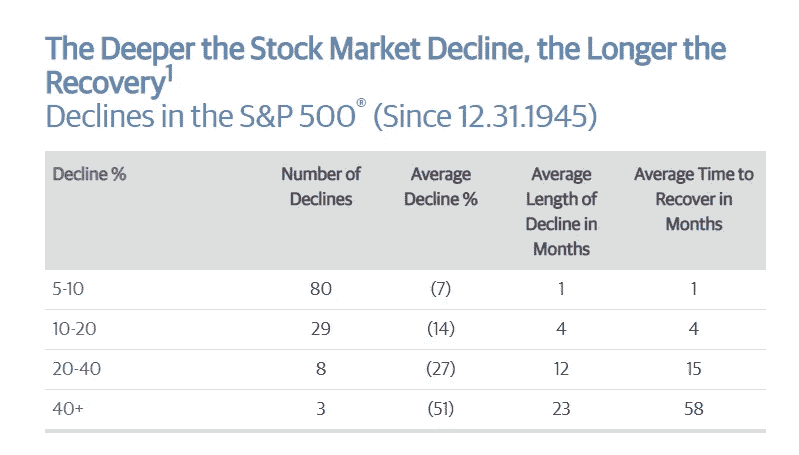 The Deeper the Stock Market Decline, the Longer the
Recovery¹
Declines in the S&P 500® (Since 12.31.1945)
Decline % Number of Declines Average Decline % Average Length of Decline in Months Average Time to Recover in Months
5-10 80 (7) 1 1
10-20 29 (14) 4 4
20-40 8 (27) 12 15
40+ 3 (51) 23 58